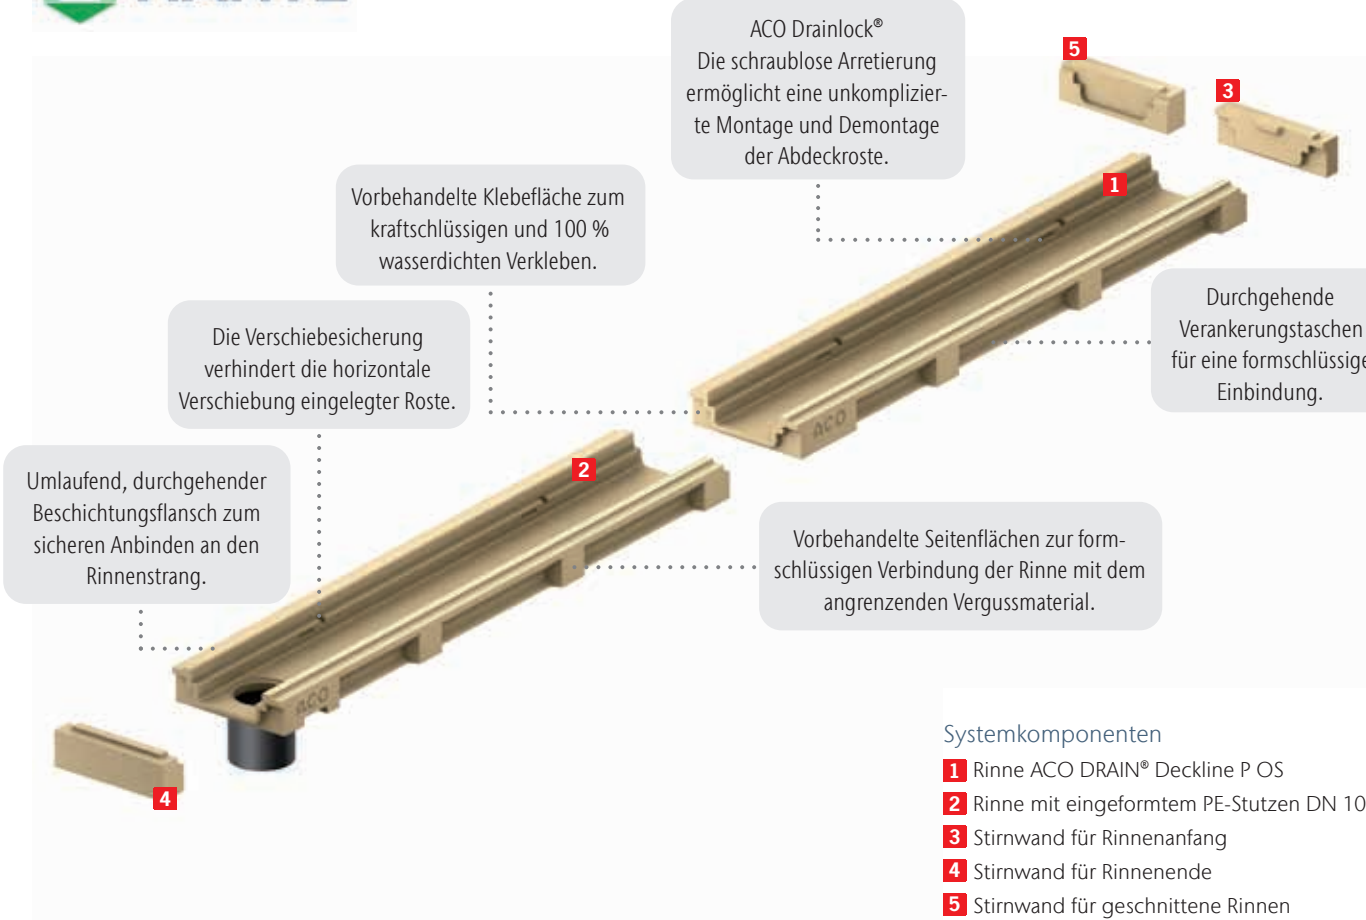 ACO Drainlock®
Die schraublose Arretierung
ermöglicht eine unkomplizier-
te Montage und Demontage
der Abdeckroste.
5
3
1
Vorbehandelte Klebefläche zum
kraftschlüssigen und 100 %
wasserdichten Verkleben.
Durchgehende
Verankerungstaschen
für eine formschlüssige
Einbindung.
Die Verschiebesicherung
verhindert die horizontale
Verschiebung eingelegter Roste.
ACO
2
Umlaufend, durchgehender
Beschichtungsflansch zum
sicheren Anbinden an den
Rinnenstrang.
Vorbehandelte Seitenflächen zur form-
schlüssigen Verbindung der Rinne mit dem
angrenzenden Vergussmaterial.
ACO
4
Systemkomponenten
1 Rinne ACO DRAIN® Deckline P OS
2 Rinne mit eingeformtem PE-Stutzen DN 10
3 Stirnwand für Rinnenanfang
4 Stirnwand für Rinnenende
5 Stirnwand für geschnittene Rinnen